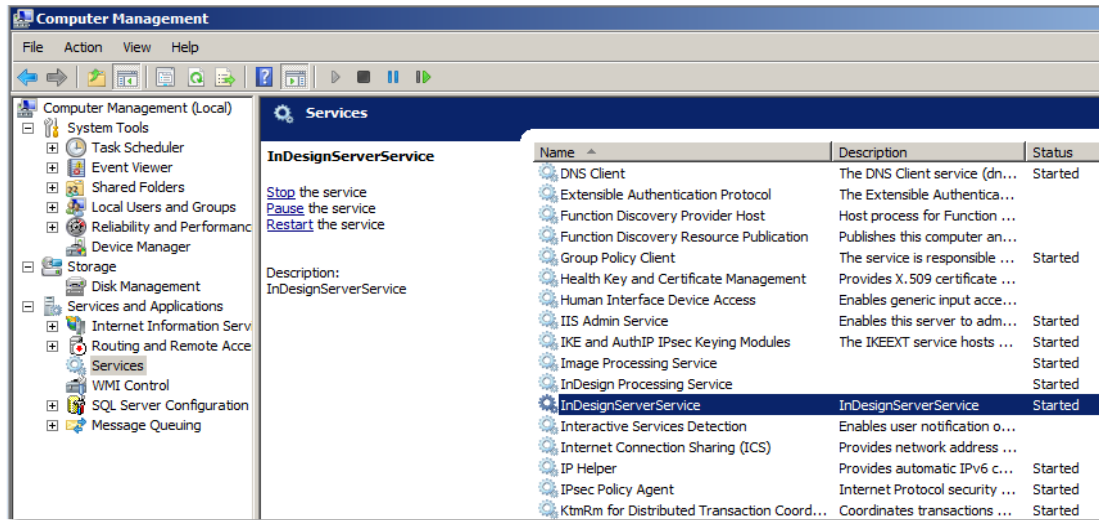 Computer Management
File Action View Help
Computer Management (Local)
System Tools
Task Scheduler
Event Viewer
Shared Folders
Local Users and Groups
Reliability and Performanc
Device Manager
Storage
Disk Management
Services and Applications
Internet Information Serv
Routing and Remote Acce
Services
WMI Control
SQL Server Configuration
Message Queuing
Services
InDesignServerService
Stop the service
Pause the service
Restart the service
Description:
InDesignServerService
Name Description Status
DNS Client The DNS Client service (dn... Started
Extensible Authentication Protocol The Extensible Authentica...
Function Discovery Provider Host Host process for Function ...
Function Discovery Resource Publication Publishes this computer an...
Group Policy Client The service is responsible ... Started
Health Key and Certificate Management Provides X.509 certificate ...
Human Interface Device Access Enables generic input acce...
IIS Admin Service Enables this server to adm... Started
IKE and AuthIP IPsec Keying Modules The IKEEXT service hosts ... Started
Image Processing Service Started
InDesign Processing Service Started
InDesignServerService InDesignServerService Started
Interactive Services Detection Enables user notification o...
Internet Connection Sharing (ICS) Provides network address ...
IP Helper Provides automatic IPv6 c... Started
IPsec Policy Agent Internet Protocol security ... Started
KtmRm for Distributed Transaction Coord... Coordinates transactions ... Started